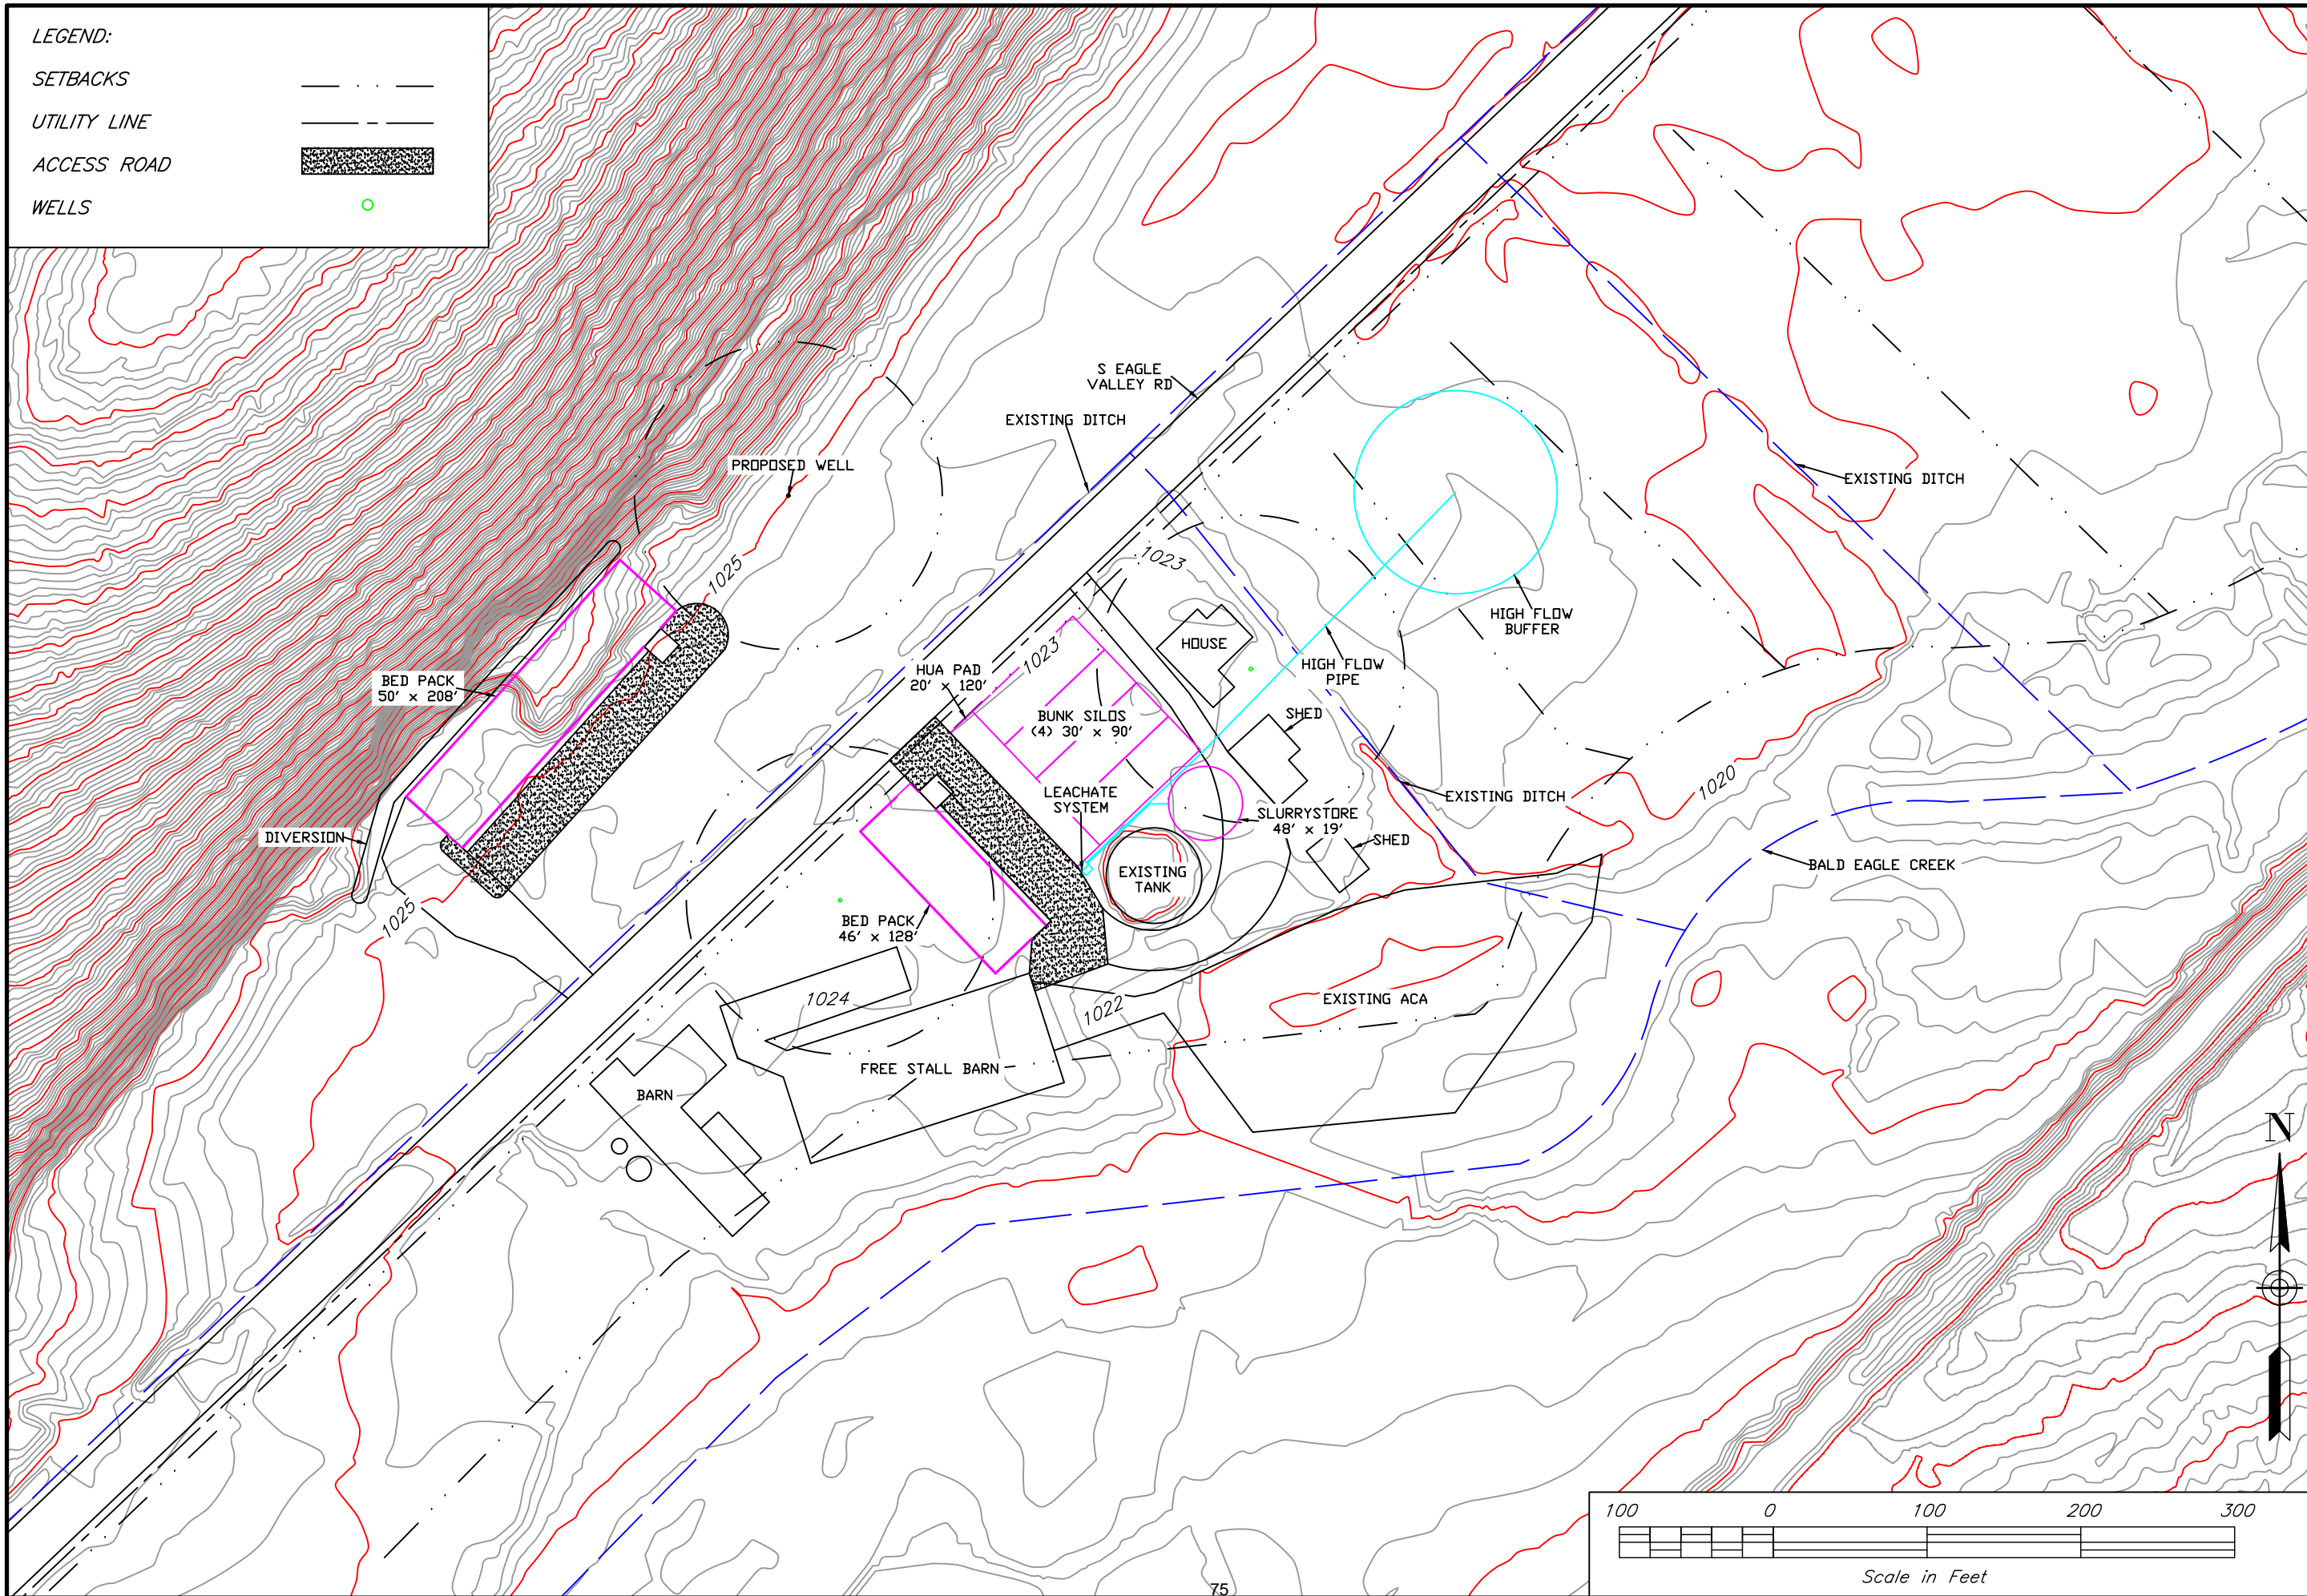 LEGEND:
SETBACKS
UTILITY LINE
ACCESS ROAD
WELLS
S EAGLE
VALLEY RD
EXISTING DITCH
PROPOSED WELL
EXISTING DITCH
1023
1025
HIGH FLOW
BUFFER
HOUSE
1023
HIGH FLOW
PIPE
HUA PAD
20' x 120'
BED PACK
50' x 208'
BUNK SILOS
(4) 30' x 90'
SHED
1020
LEACHATE
SYSTEM
EXISTING DITCH
SLURRYSTORE
48' x 19'
DIVERSION
SHED
BALD EAGLE CREEK
EXISTING
TANK
1025
BED PACK
46' x 128'
1024
EXISTING ACA
1022
FREE STALL BARN
BARN
N
100 0 100 200 300
Scale in Feet
75